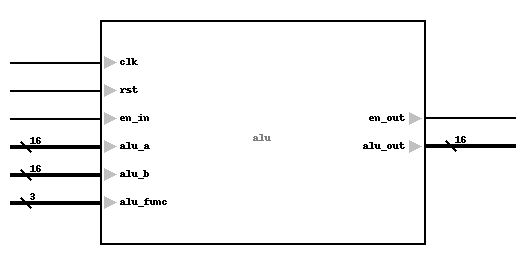 clk
rst
en_in
en_out
alu
16
alu_a
alu_out
16
16
alu_b
3
alu_func